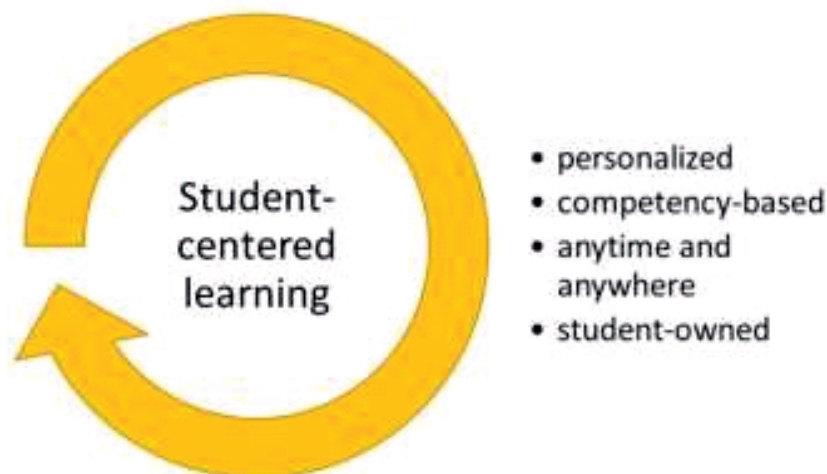 Student-
centered
learning
• personalized
• competency-based
• anytime and
anywhere
• student-owned